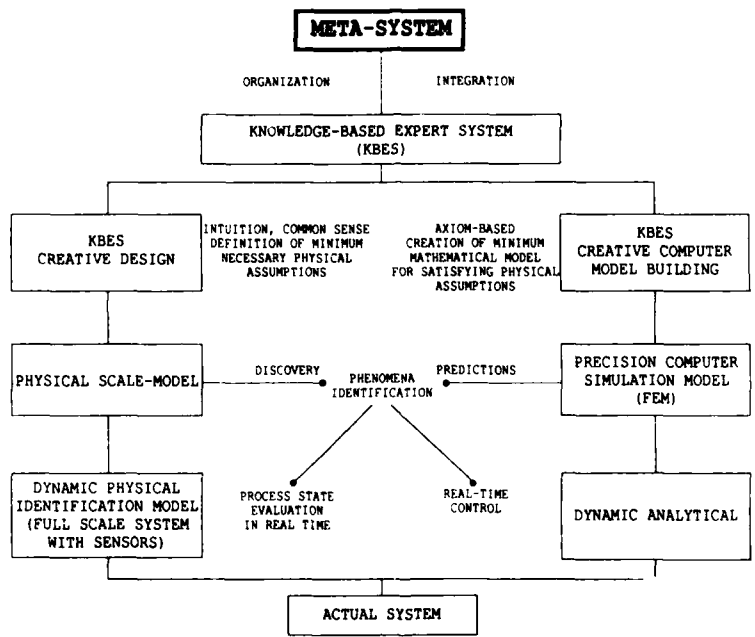 META-SYSTEM
ORGANIZATION
INTEGRATION
KNOWLEDGE-BASED EXPERT SYSTEM
(KBES)
KBES
CREATIVE DESIGN
INTUITION, COMMON SENSE
DEFINITION OF MINIMUM
NECESSARY PHYSICAL
ASSUMPTIONS
AXIOM-BASED
CREATION OF MINIMUM
MATHEMATICAL MODEL
FOR SATISFYING PHYSICAL
ASSUMPTIONS
KBES
CREATIVE COMPUTER
MODEL BUILDING
PHYSICAL SCALE-MODEL
DISCOVERY
PHENOMENA
IDENTIFICATION
PREDICTIONS
PRECISION COMPUTER
SIMULATION MODEL
(FEM)
DYNAMIC PHYSICAL
IDENTIFICATION MODEL
(FULL SCALE SYSTEM
WITH SENSORS)
PROCESS STATE
EVALUATION
IN REAL TIME
REAL-TIME
CONTROL
DYNAMIC ANALYTICAL
ACTUAL SYSTEM